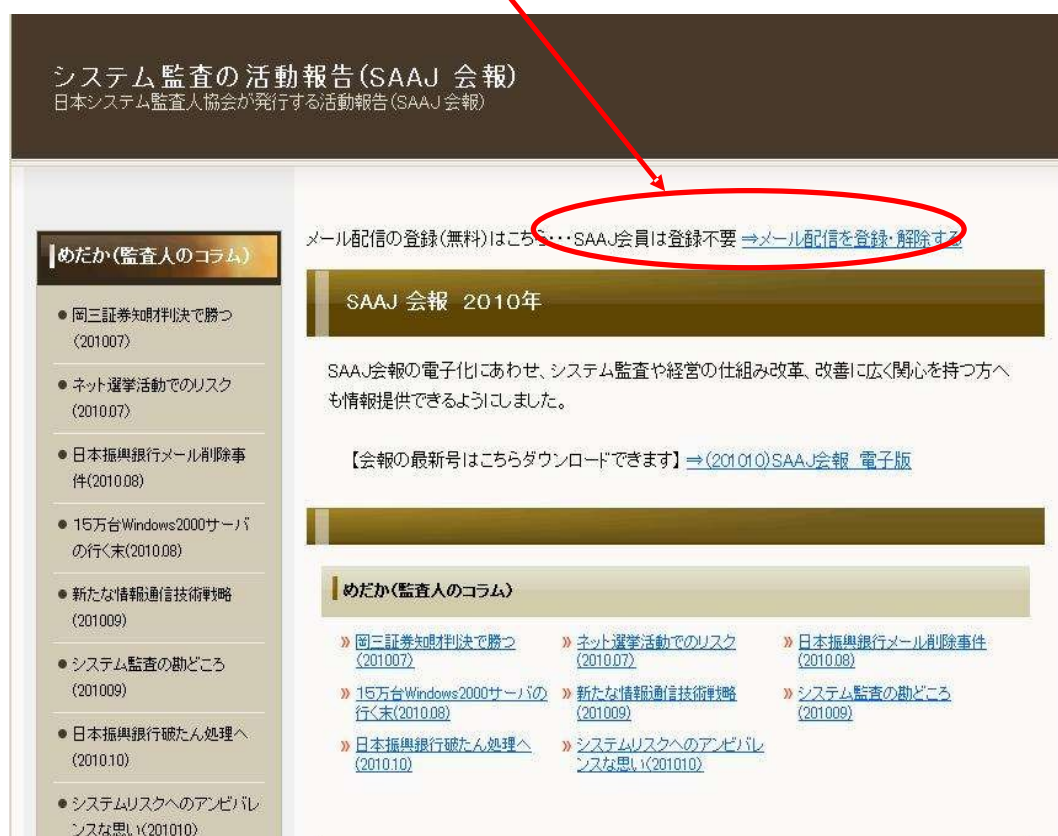 システム監査の活動報告(SAAJ 会報)
日本システム監査人協会が発行する活動報告(SAAJ会報)
めだか(監査人のコラム)
● 岡三証券知財判決で勝つ
(201007)
● ネット選挙活動でのリスク
(2010.07)
● 日本振興銀行メール削除事
件(2010.08)
● 15万台Windows2000サーバ
の行く末(2010.08)
● 新たな情報通信技術戦略
(201009)
● システム監査の勘どころ
(201009)
● 日本振興銀行破たん処理へ
(2010.10)
● システムリスクへのアンビバレ
ンスな思い(201010)
メール配信の登録(無料)はこちら・・・SAAJ会員は登録不要 ⇒メール配信を登録・解除する
SAAJ 会報 2010年
SAAJ会報の電子化にあわせ、システム監査や経営の仕組み改革、改善に広く関心を持つ方へ
も情報提供できるようにしました。
【会報の最新号はこちらダウンロードできます】 ⇒(201010)SAAJ会報 電子版
めだか(監査人のコラム)
» 岡三証券知財判決で勝つ
(201007)
» ネット選挙活動でのリスク
(2010.07)
» 日本振興銀行メール削除事件
(2010.08)
» 15万台Windows2000サーバの
行く末(2010.08)
» 新たな情報通信技術戦略
(201009)
» システム監査の勘どころ
(201009)
» 日本振興銀行破たん処理へ
(2010.10)
» システムリスクへのアンビバレ
ンスな思い(201010)